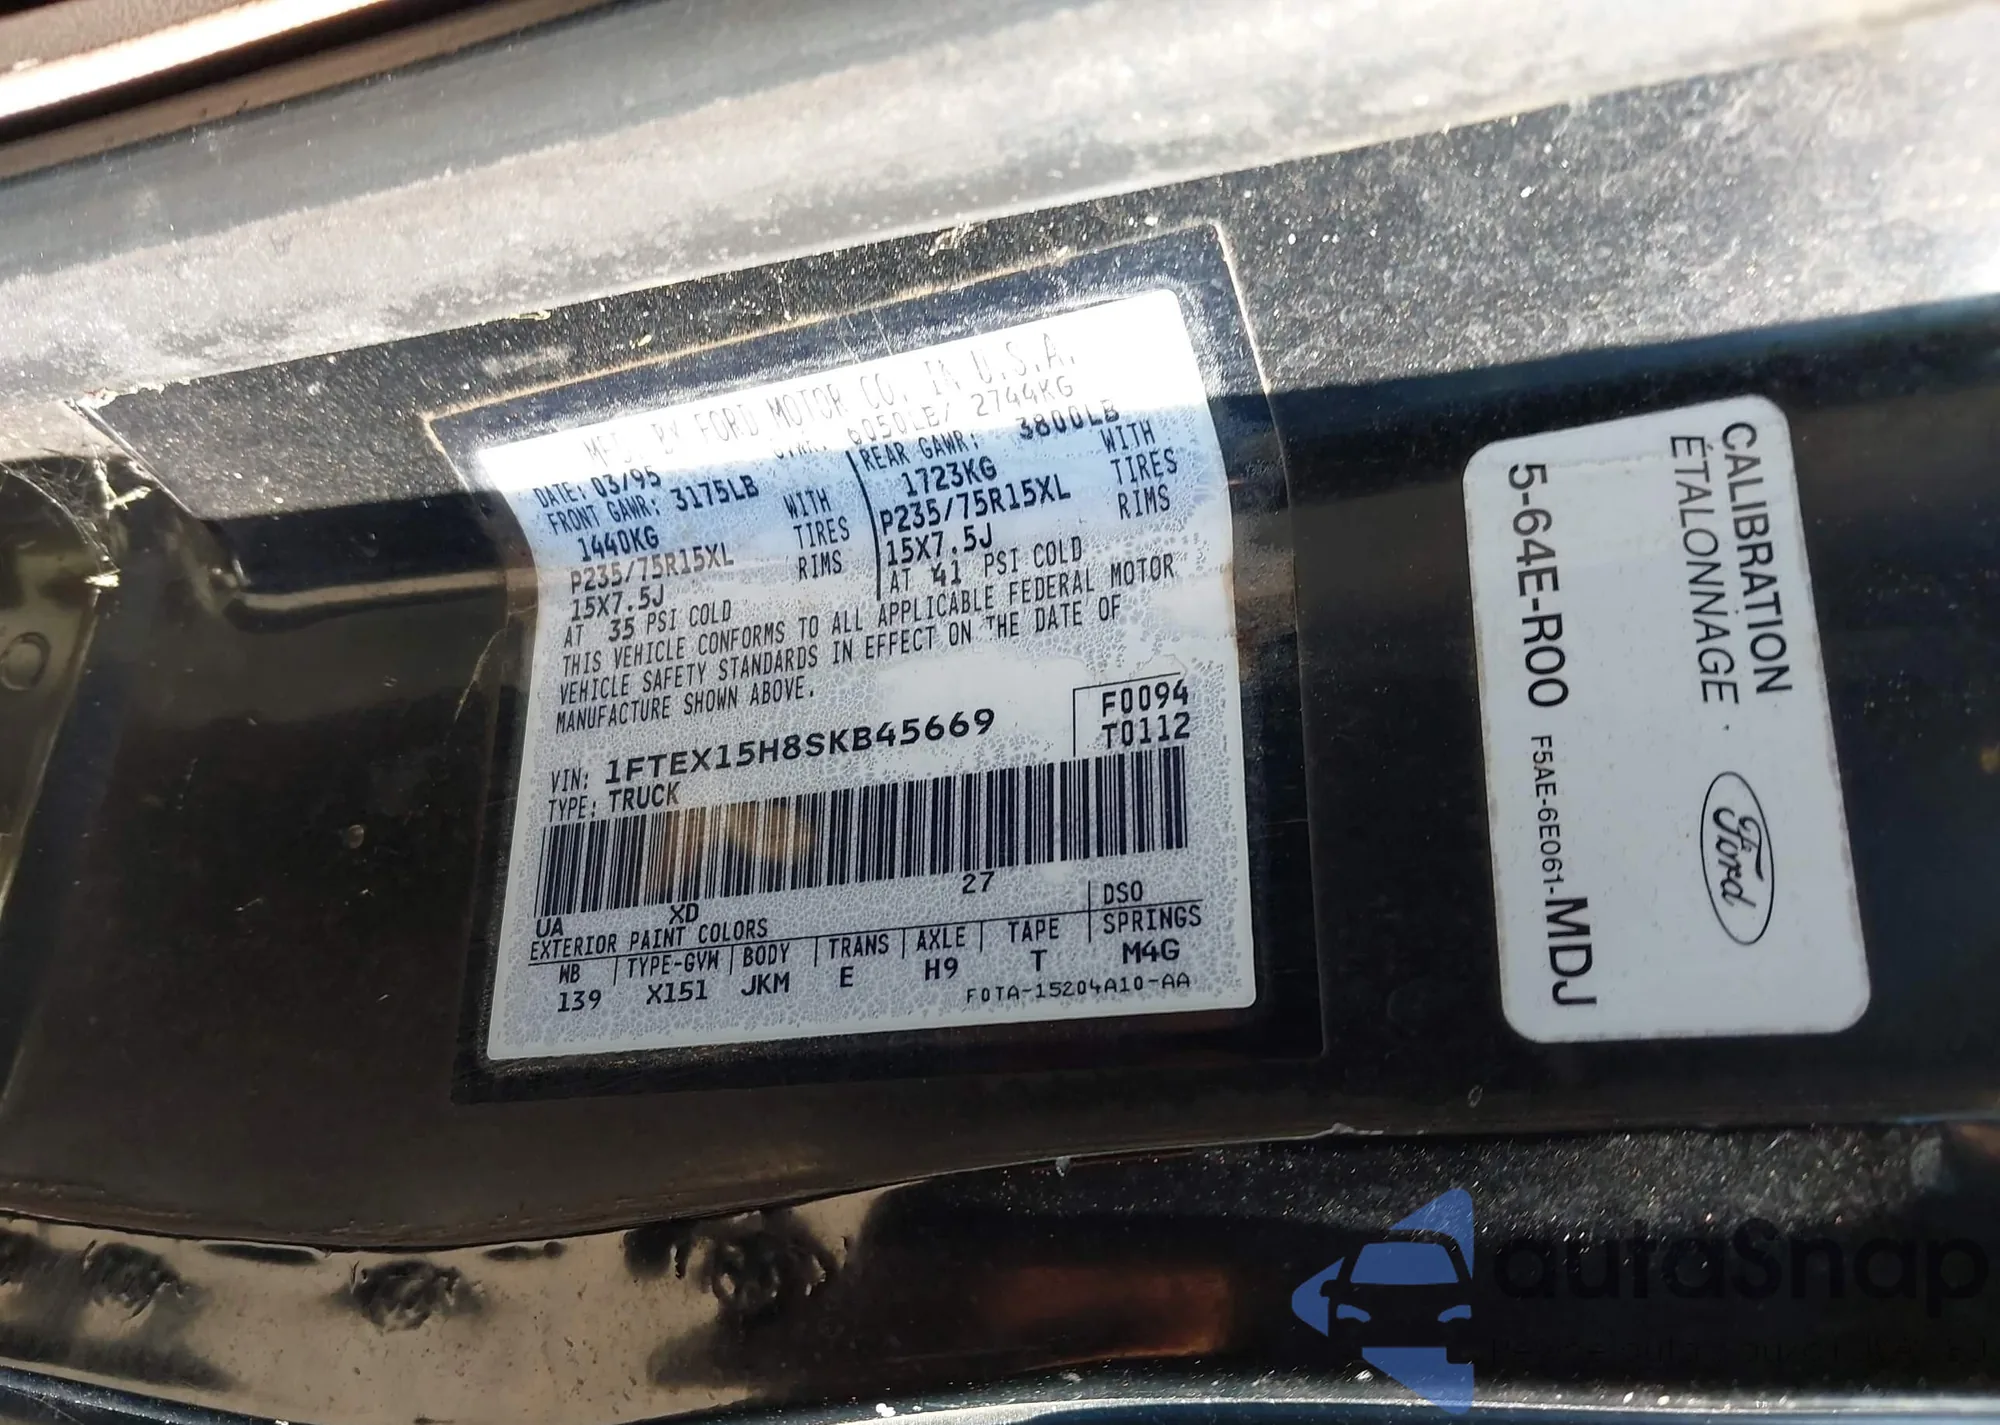 MFD. BY FORD MOTOR CO. IN U.S.A.
DATE: 03/95 GVWR: 6050LB/ 2744KG
FRONT GAWR: 3175LB REAR GAWR: 3800LB
1440KG WITH 1723KG WITH
P235/75R15XL TIRES P235/75R15XL TIRES
15X7.5J RIMS 15X7.5J RIMS
AT 35 PSI COLD AT 41 PSI COLD
THIS VEHICLE CONFORMS TO ALL APPLICABLE FEDERAL MOTOR
VEHICLE SAFETY STANDARDS IN EFFECT ON THE DATE OF
MANUFACTURE SHOWN ABOVE.
F0094
VIN: 1FTEX15H8SKB45669 T0112
TYPE: TRUCK
27
UA XD DSO
EXTERIOR PAINT COLORS
WB TYPE-GVW BODY TRANS AXLE TAPE SPRINGS
139 X151 JKM E H9 T M4G
F0TA-15204A10-AA
CALIBRATION
ÉTALONNAGE
5-64E-R00 F5AE-6E061-MDJ
Ford
autoSnap